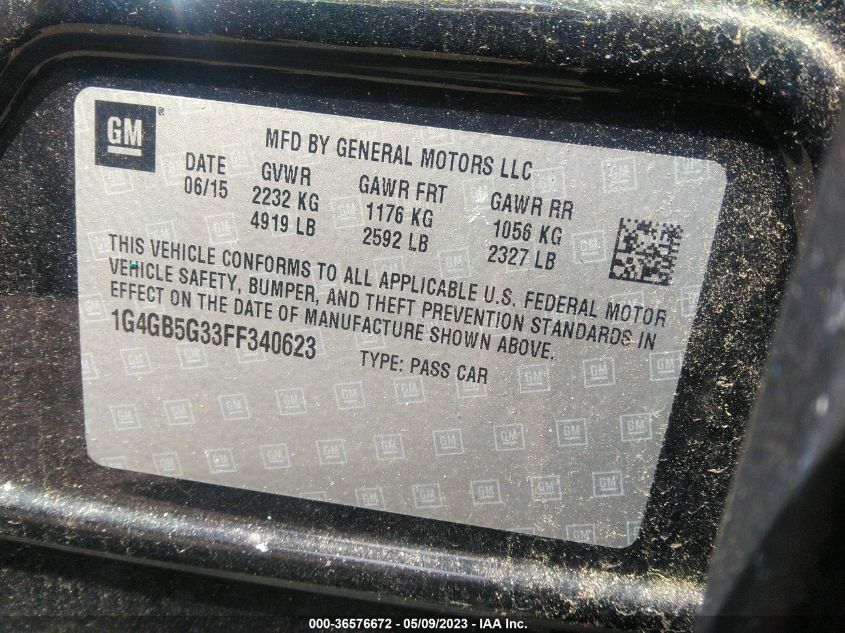 GM ®
MFD BY GENERAL MOTORS LLC
DATE GVWR GAWR FRT GAWR RR
06/15 2232 KG 1176 KG 1056 KG
4919 LB 2592 LB 2327 LB
THIS VEHICLE CONFORMS TO ALL APPLICABLE U.S. FEDERAL MOTOR
VEHICLE SAFETY, BUMPER, AND THEFT PREVENTION STANDARDS IN
EFFECT ON THE DATE OF MANUFACTURE SHOWN ABOVE.
1G4GB5G33FF340623 TYPE: PASS CAR
000-36576672 - 05/09/2023 - IAA Inc.